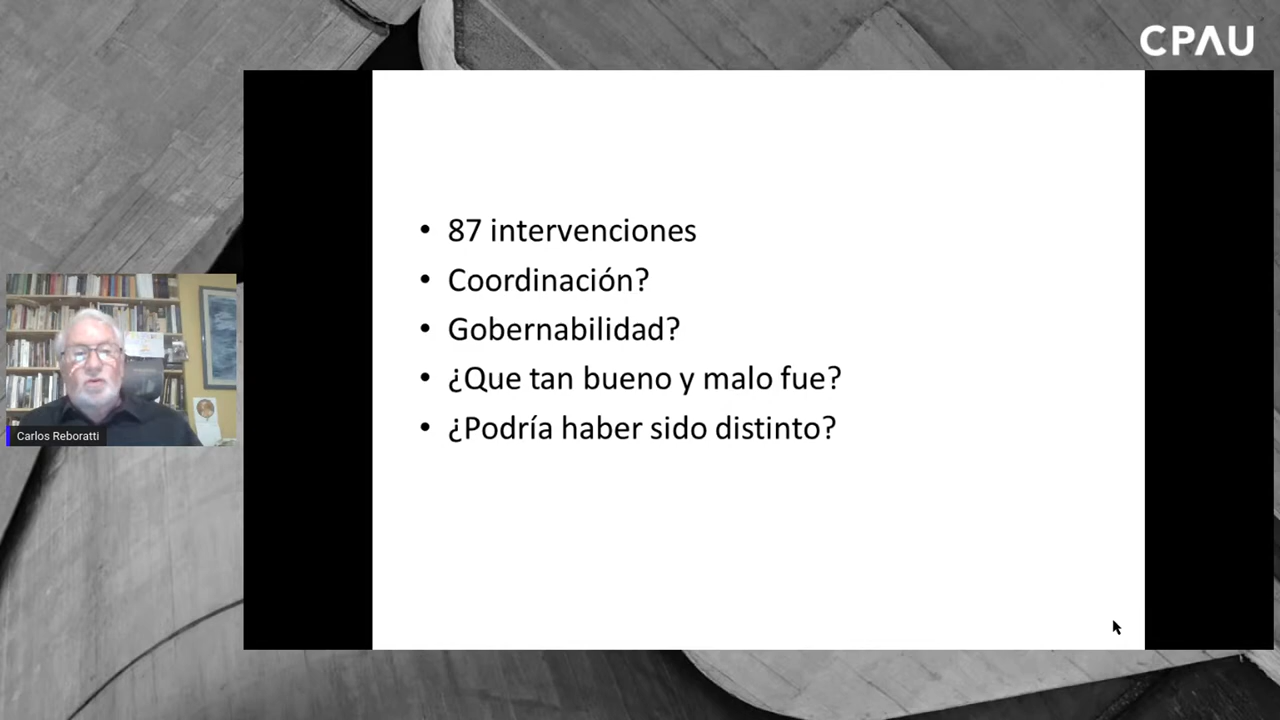 CPAU
• 87 intervenciones
• Coordinación?
• Gobernabilidad?
• ¿Que tan bueno y malo fue?
• ¿Podría haber sido distinto?
Carlos Reboratti